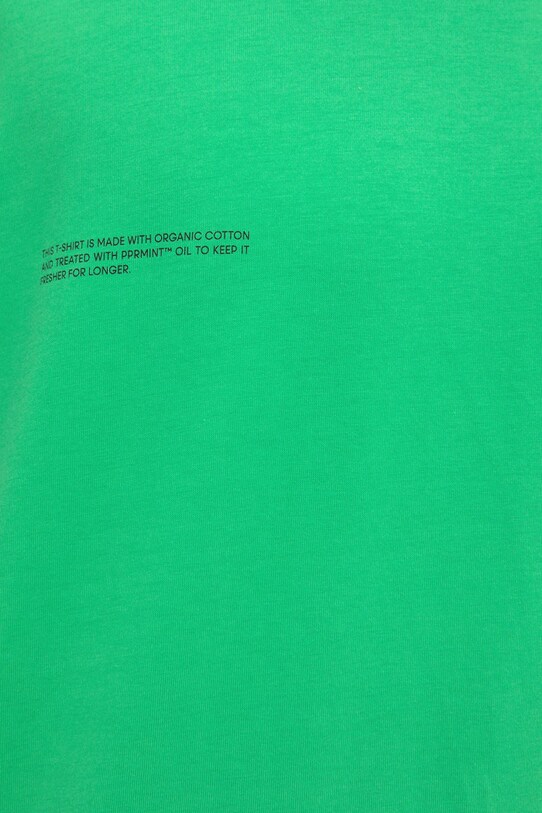 THIS T-SHIRT IS MADE WITH ORGANIC COTTON
AND TREATED WITH PPRMINT™ OIL TO KEEP IT
FRESHER FOR LONGER.